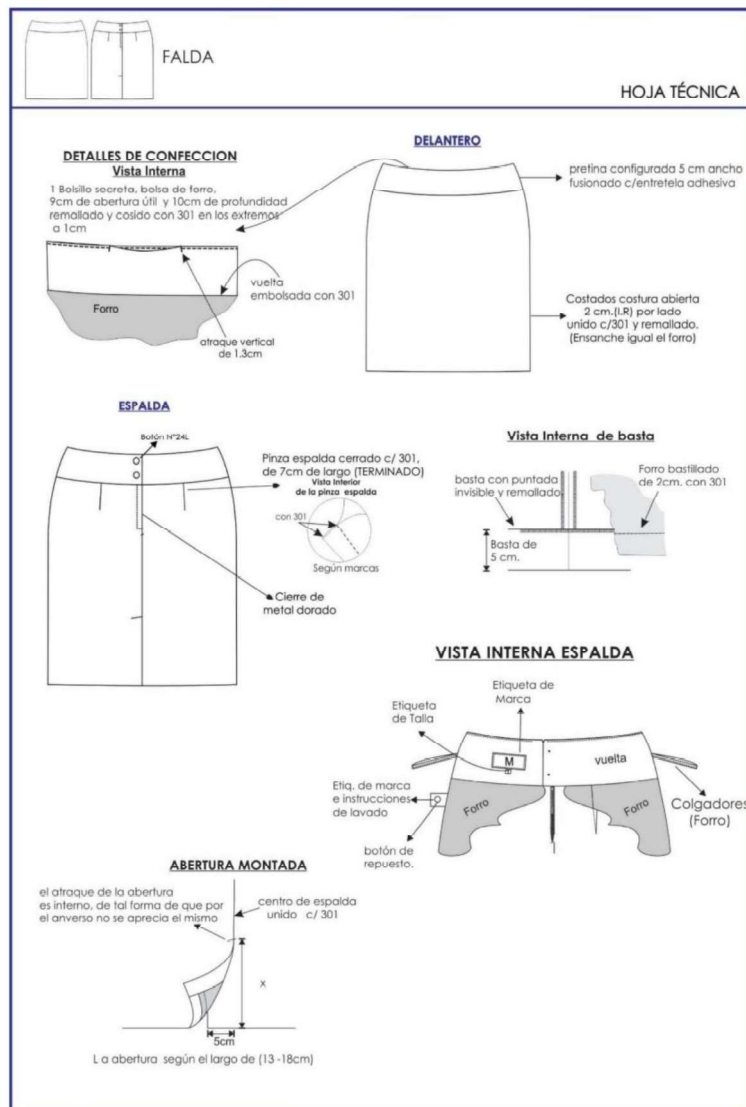 FALDA
HOJA TÉCNICA
DETALLES DE CONFECCION
Vista Interna
1 Bolsillo secreta, bolsa de forro.
9cm de abertura útil y 10cm de profundidad
remallado y cosido con 301 en los extremos
a 1cm
vuelta
embolsada con 301
Forro
atraque vertical
de 1.3cm
DELANTERO
pretina configurada 5 cm ancho
fusionado c/entretela adhesiva
Costados costura abierta
2 cm.(I.R) por lado
unido c/301 y remallado.
(Ensanche igual el forro)
ESPALDA
Botón N°24L
Pinza espalda cerrado c/ 301,
de 7cm de largo (TERMINADO)
Vista Interior
de la pinza espalda
con 301
Según marcas
Cierre de
metal dorado
Vista Interna de basta
basta con puntada
invisible y remallado
Forro bastillado
de 2cm. con 301
Basta de
5 cm.
VISTA INTERNA ESPALDA
Etiqueta de
Marca
Etiqueta
de Talla
M
vuelta
Etiq. de marca
e instrucciones
de lavado
Forro
Forro
Colgadores
(Forro)
botón de
repuesto.
ABERTURA MONTADA
el atraque de la abertura
es interno, de tal forma de que por
el anverso no se aprecia el mismo
centro de espalda
unido c/ 301
X
5cm
L a abertura según el largo de (13 -18cm)